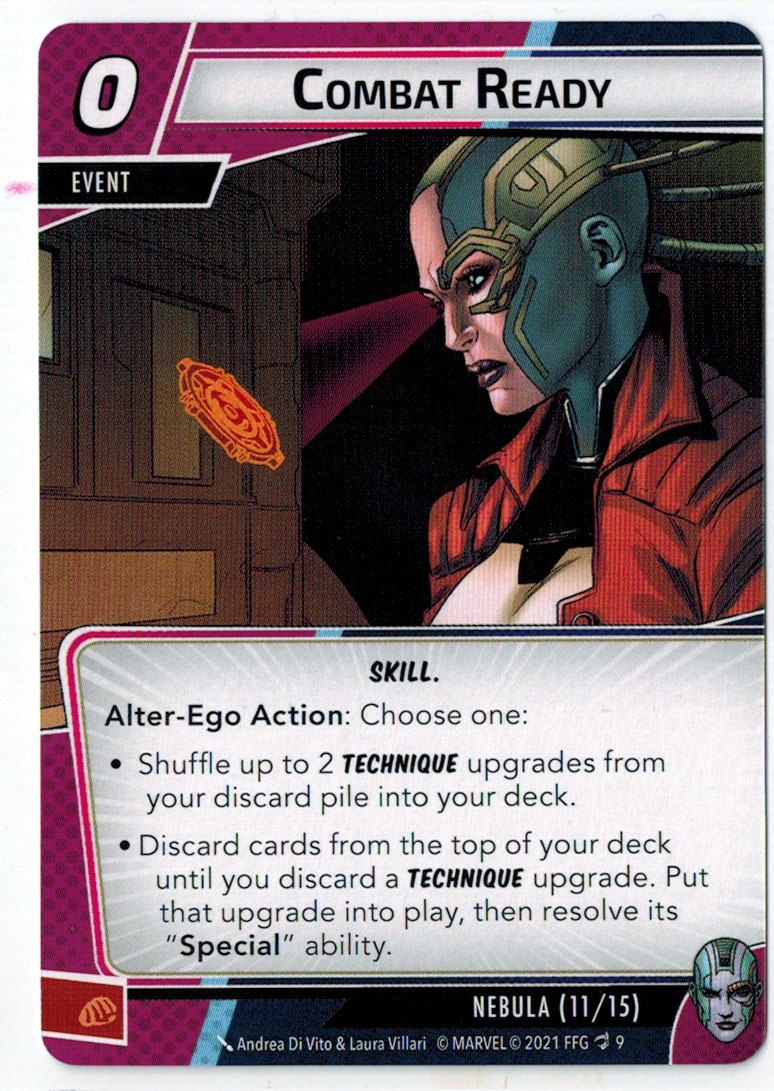 0
COMBAT READY
EVENT
SKILL.
Alter-Ego Action: Choose one:
• Shuffle up to 2 TECHNIQUE upgrades from
your discard pile into your deck.
• Discard cards from the top of your deck
until you discard a TECHNIQUE upgrade. Put
that upgrade into play, then resolve its
"Special" ability.
NEBULA (11/15)
Andrea Di Vito & Laura Villari © MARVEL © 2021 FFG 9